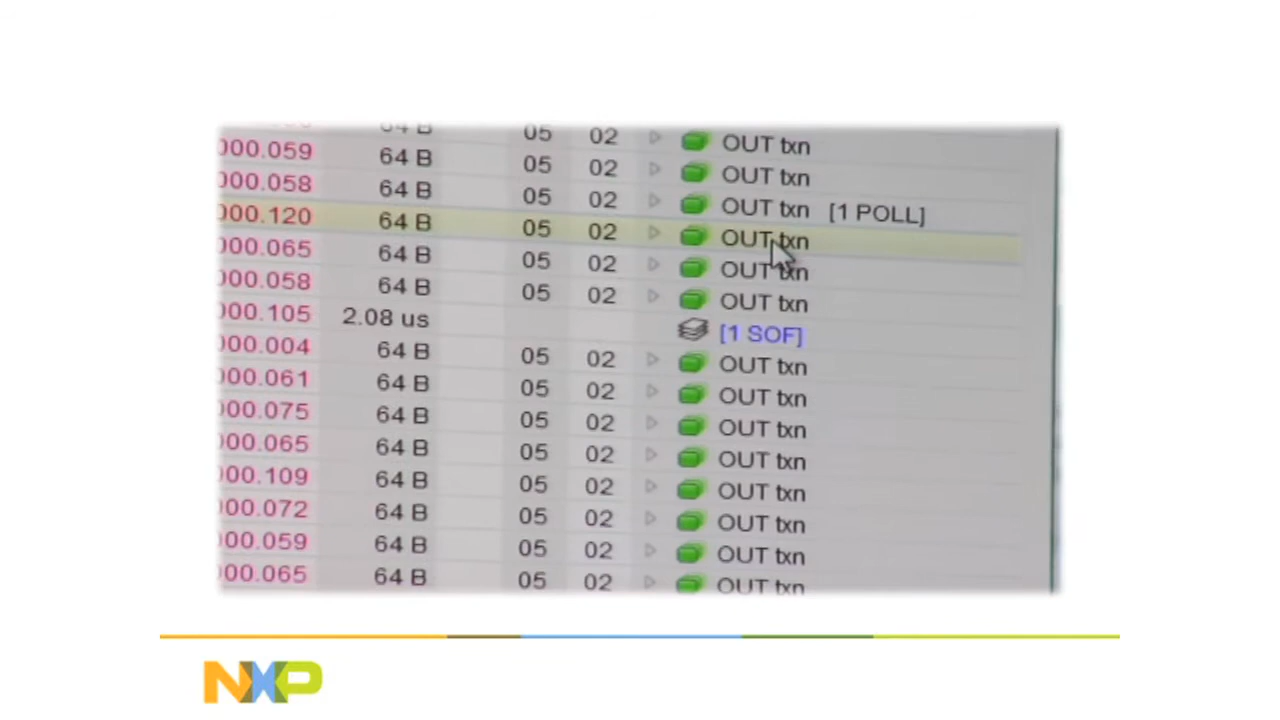 64 B 05 02 OUT txn
000.059 64 B 05 02 OUT txn
000.058 64 B 05 02 OUT txn [1 POLL]
000.120 64 B 05 02 OUT txn
000.065 64 B 05 02 OUT txn
000.058 64 B 05 02 OUT txn
000.105 2.08 us [1 SOF]
000.004 64 B 05 02 OUT txn
000.061 64 B 05 02 OUT txn
000.075 64 B 05 02 OUT txn
000.065 64 B 05 02 OUT txn
000.109 64 B 05 02 OUT txn
000.072 64 B 05 02 OUT txn
000.059 64 B 05 02 OUT txn
000.065 64 B 05 02 OUT txn
NXP